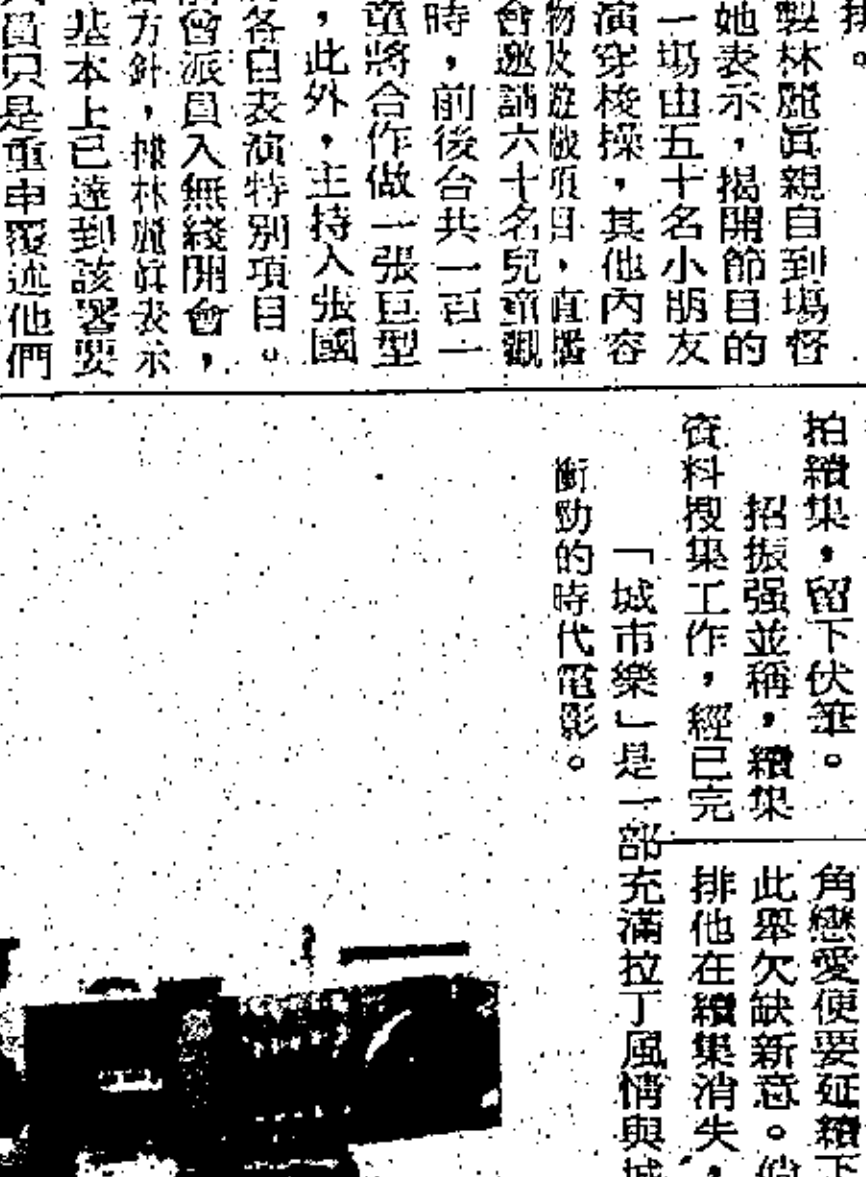 排。
製林麗眞親自到場督
她表示，揭開節目的
一場由五十名小朋友
演穿梭操，其他內容
物及遊戲項目，直播
會邀請六十名兒童觀
時，前後台共一百一
童將合作做一張巨型
，此外，主持人張國
各自表演特別項目。
曾派員入無綫開會，
方針，據林麗眞表示
基本上已達到該署要
員只是重申覆述他們
拍續集，留下伏筆。
招振强並稱，續集
資料搜集工作，經已完
角戀愛便要延續下
此舉欠缺新意。倘
排他在續集消失，
「城市樂」是一部充滿拉丁風情與城
衝勁的時代電影。